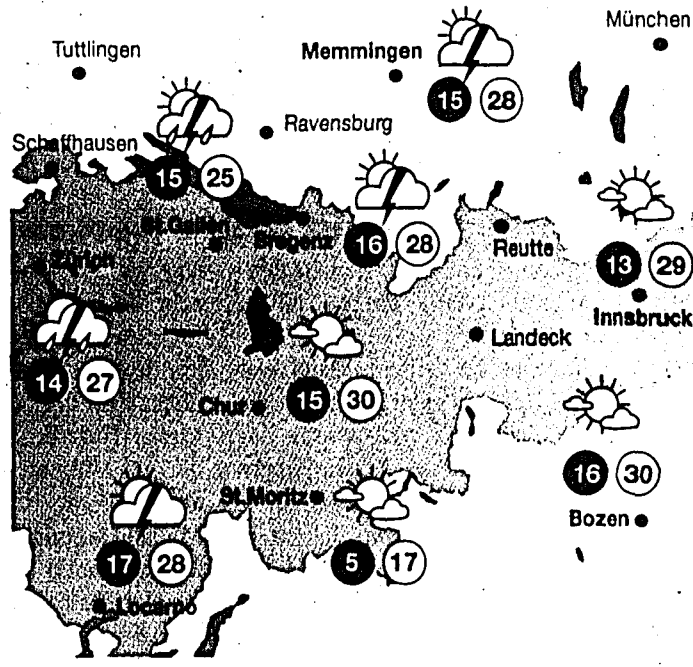 München
Tuttlingen
Memmingen
15 28
Ravensburg
Schaffhausen
15 25
St.Gallen
Bregenz
16 28
Reutte
Zürich
13 29
Innsbruck
Landeck
14 27
Chur
15 30
16 30
St.Moritz
Bozen
17 28
5 17
Locarno